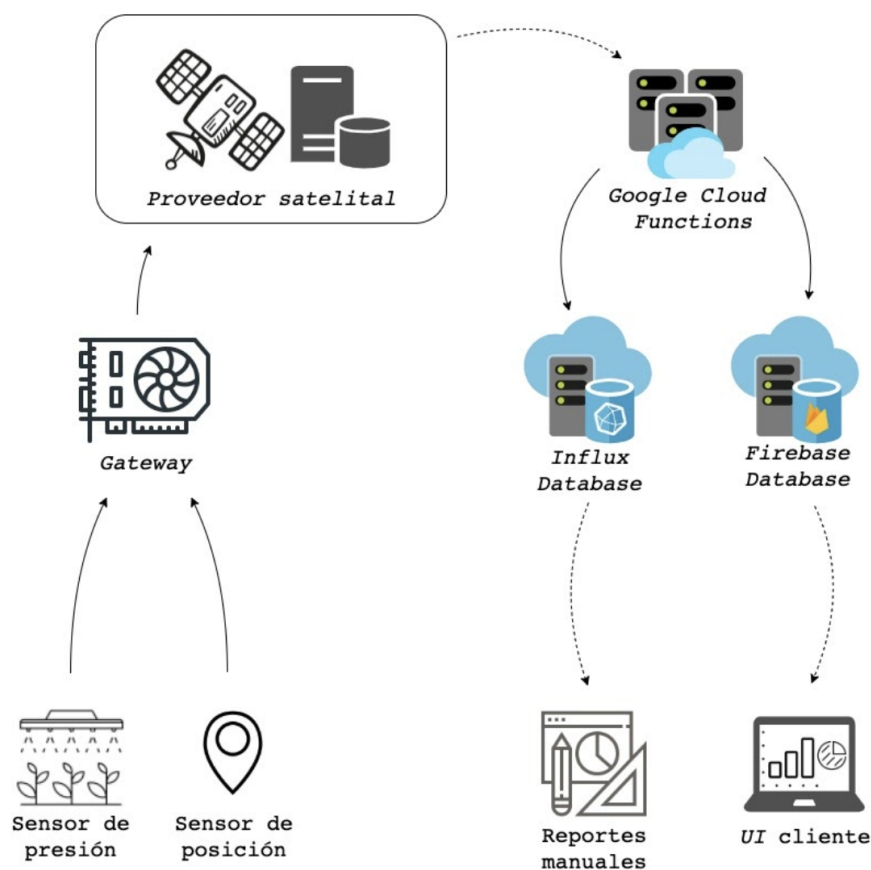 Proveedor satelital
Google Cloud
Functions
Gateway
Influx
Database
Firebase
Database
Sensor de
presión
Sensor de
posición
Reportes
manuales
UI cliente